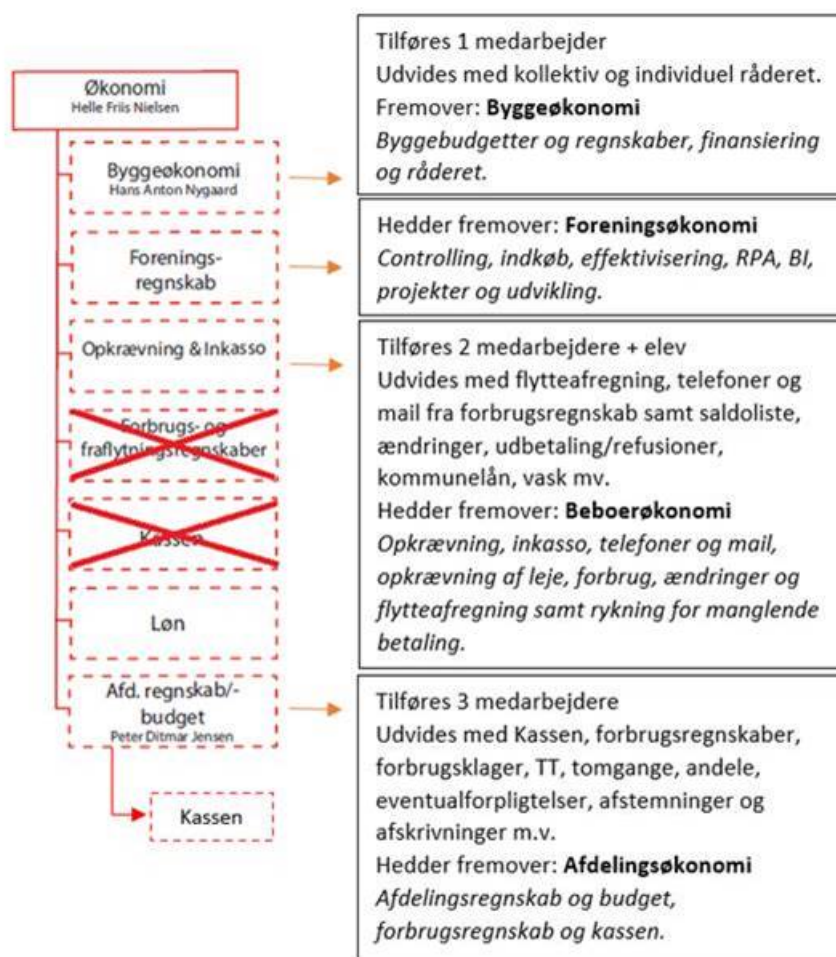 Økonomi
Helle Friis Nielsen
Byggeøkonomi
Hans Anton Nygaard
Forenings-
regnskab
Opkrævning & Inkasso
Forbrugs- og
fraflytningsregnskaber
Kassen
Løn
Afd. regnskab/-
budget
Peter Ditmar Jensen
Kassen
Tilføres 1 medarbejder
Udvides med kollektiv og individuel råderet.
Fremover: Byggeøkonomi
Byggebudgetter og regnskaber, finansiering
og råderet.
Hedder fremover: Foreningsøkonomi
Controlling, indkøb, effektivisering, RPA, BI,
projekter og udvikling.
Tilføres 2 medarbejdere + elev
Udvides med flytteafregning, telefoner og
mail fra forbrugsregnskab samt saldoliste,
ændringer, udbetaling/refusioner,
kommunelån, vask mv.
Hedder fremover: Beboerøkonomi
Opkrævning, inkasso, telefoner og mail,
opkrævning af leje, forbrug, ændringer og
flytteafregning samt rykning for manglende
betaling.
Tilføres 3 medarbejdere
Udvides med Kassen, forbrugsregnskaber,
forbrugsklager, TT, tomgange, andele,
eventualforpligtelser, afstemninger og
afskrivninger m.v.
Hedder fremover: Afdelingsøkonomi
Afdelingsregnskab og budget,
forbrugsregnskab og kassen.